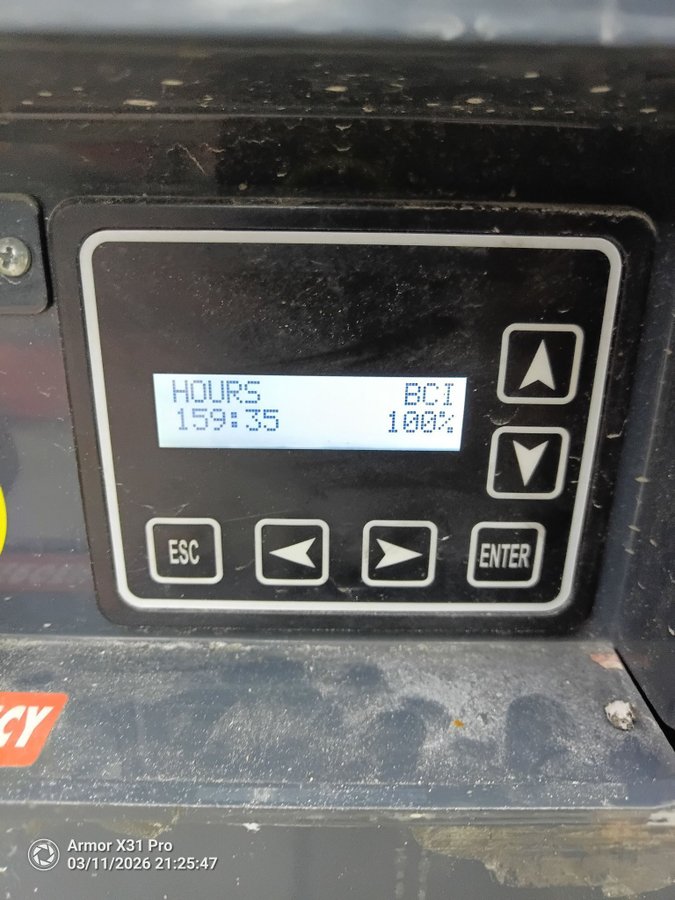 HOURS BCI
159:35 100%
ESC
ENTER
CY
Armor X31 Pro
03/11/2026 21:25:47